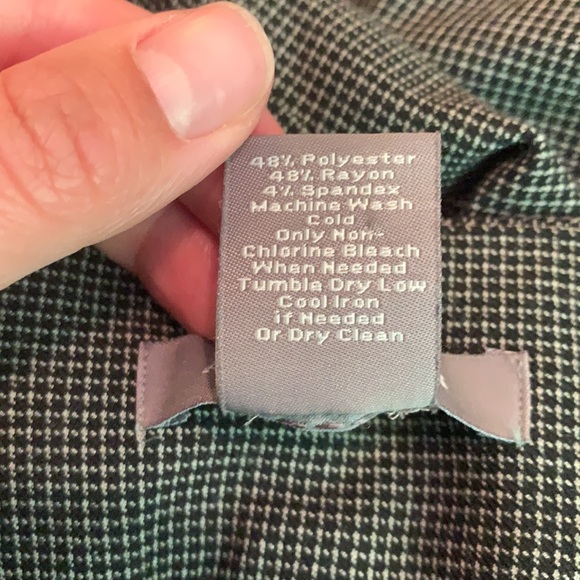 48% Polyester
48% Rayon
4% Spandex
Machine Wash
Cold
Only Non-
Chlorine Bleach
When Needed
Tumble Dry Low
Cool Iron
if Needed
Or Dry Clean